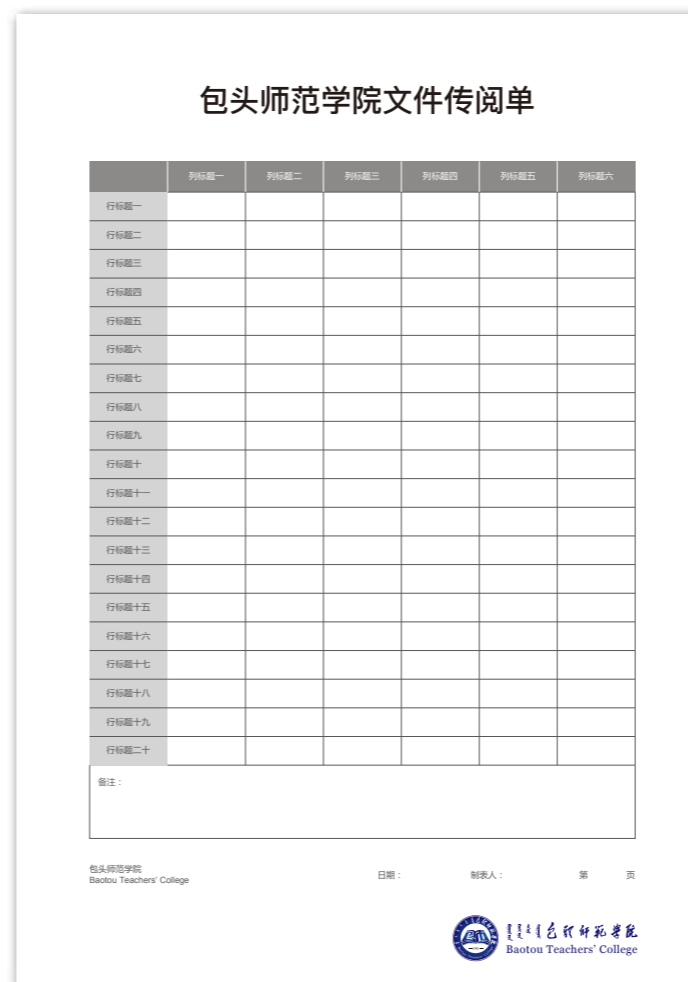 包头师范学院文件传阅单
列标题一 列标题二 列标题三 列标题四 列标题五 列标题六
行标题一
行标题二
行标题三
行标题四
行标题五
行标题六
行标题七
行标题八
行标题九
行标题十
行标题十一
行标题十二
行标题十三
行标题十四
行标题十五
行标题十六
行标题十七
行标题十八
行标题十九
行标题二十
备注：
包头师范学院
Baotou Teachers' College
日期： 制表人： 第 页
包头师范学院
Baotou Teachers' College